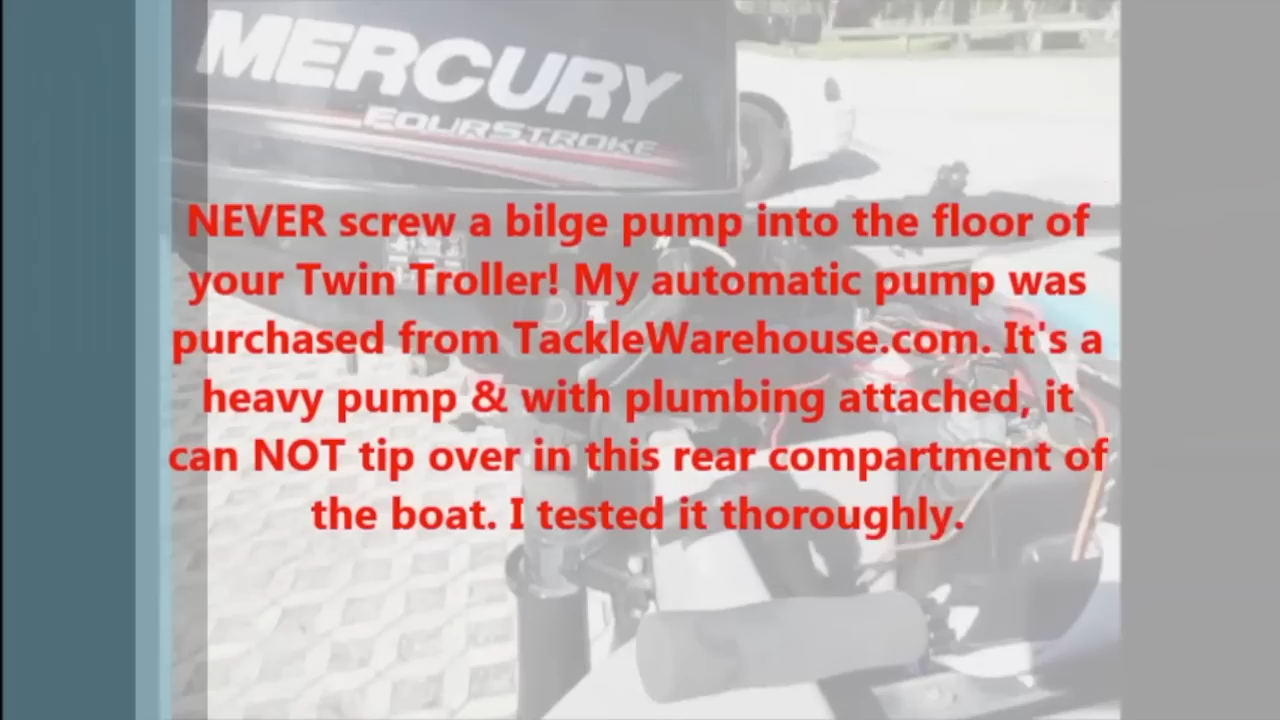 MERCURY
FOURSTROKE
NEVER screw a bilge pump into the floor of
your Twin Troller! My automatic pump was
purchased from TackleWarehouse.com. It's a
heavy pump & with plumbing attached, it
can NOT tip over in this rear compartment of
the boat. I tested it thoroughly.